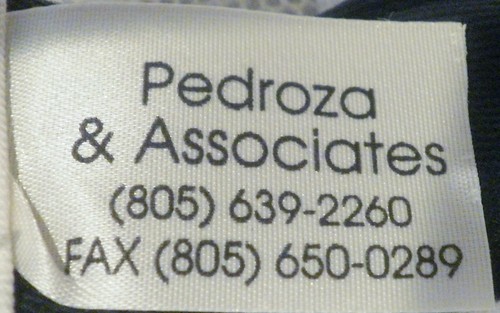 Pedroza
& Associates
(805) 639-2260
FAX (805) 650-0289